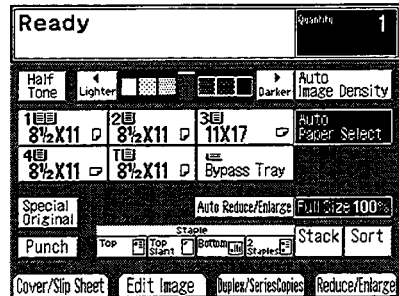 Ready
Quantity 1
Half Tone
Lighter
Darker
Auto Image Density
1 8½X11
2 8½X11
3 11X17
Auto Paper Select
4 8½X11
T 8½X11
Bypass Tray
Special Original
Auto Reduce/Enlarge
Full Size 100%
Staple
Punch
Top
Top Slant
Bottom
2 Staples
Stack
Sort
Cover/Slip Sheet
Edit Image
Duplex/SeriesCopies
Reduce/Enlarge